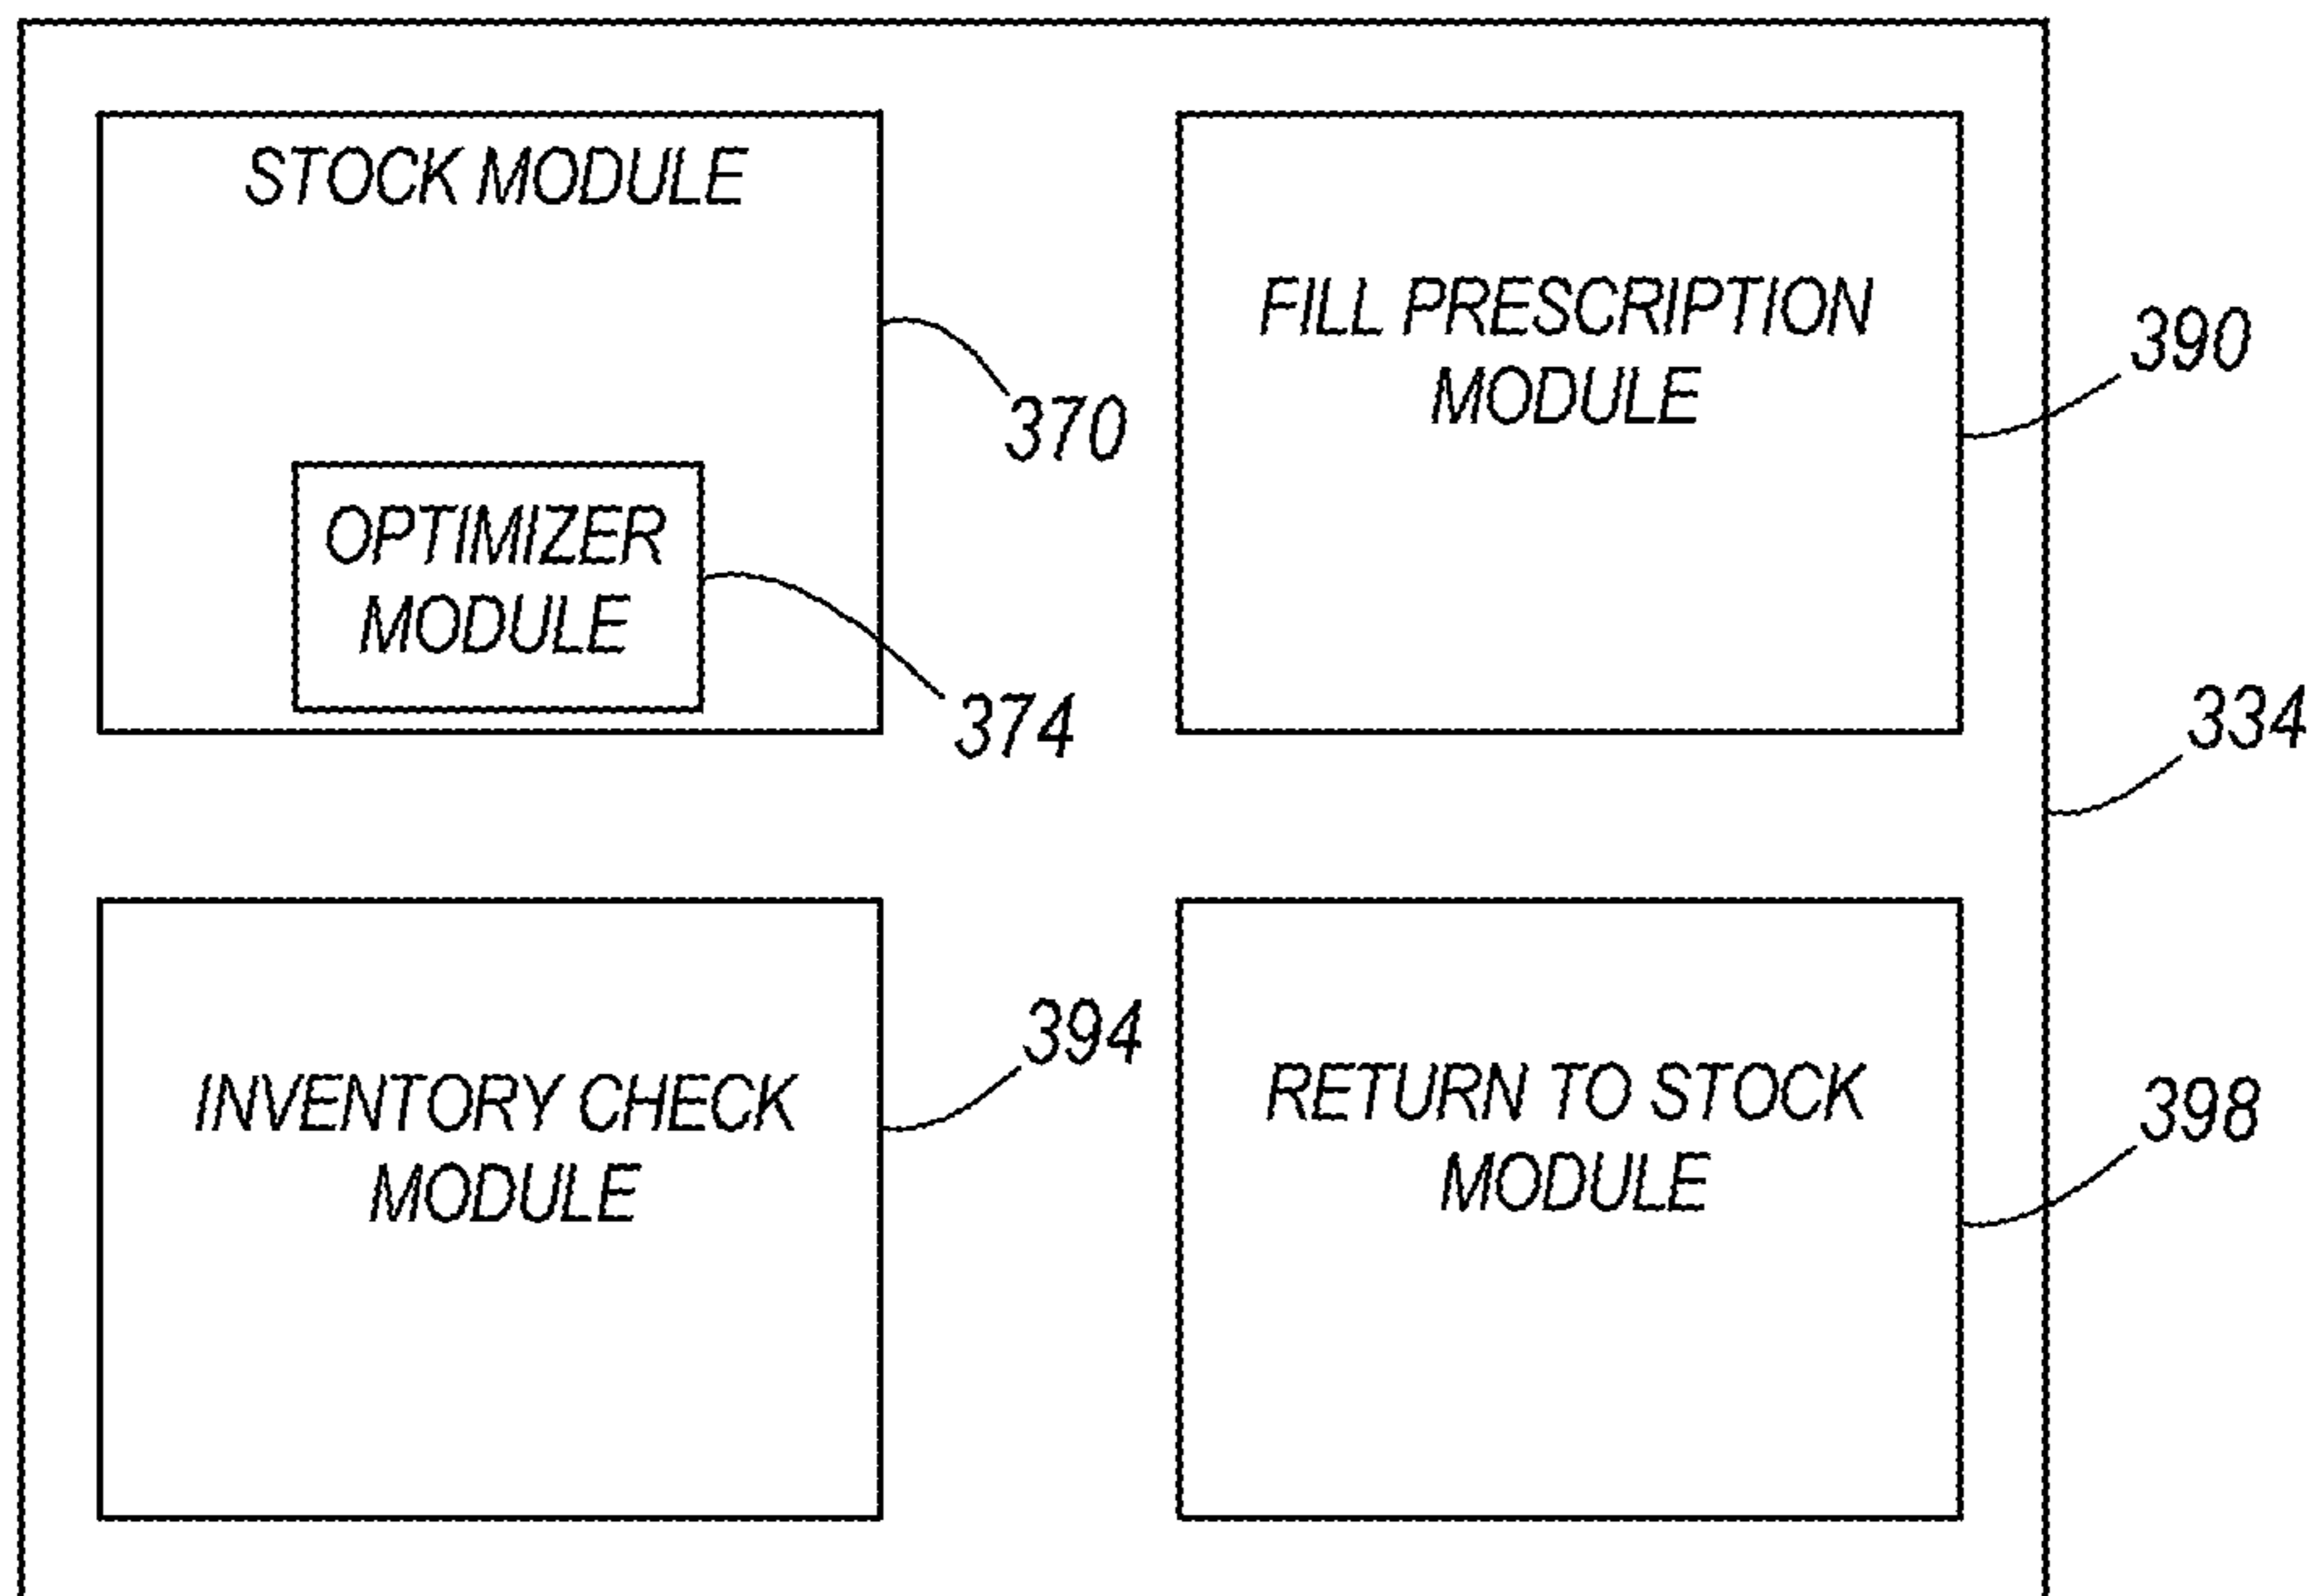 STOCK MODULE
OPTIMIZER
MODULE
370
374
FILL PRESCRIPTION
MODULE
390
334
INVENTORY CHECK
MODULE
394
RETURN TO STOCK
MODULE
398